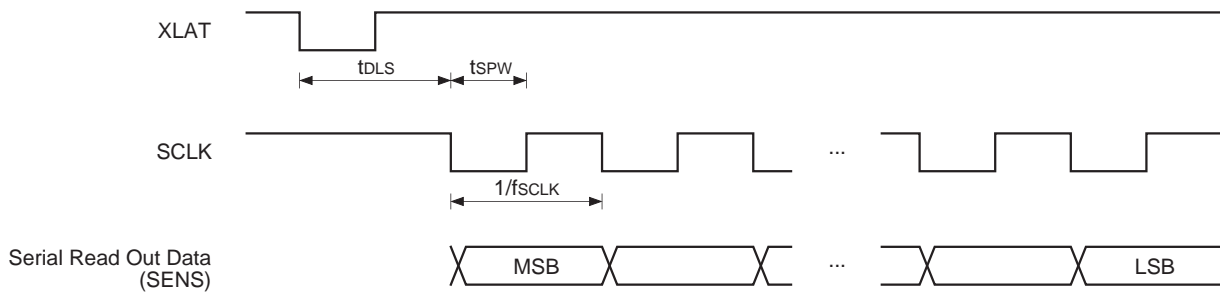 XLAT
tDLS
tSPW
SCLK
...
1/fSCLK
Serial Read Out Data
(SENS)
MSB
...
LSB